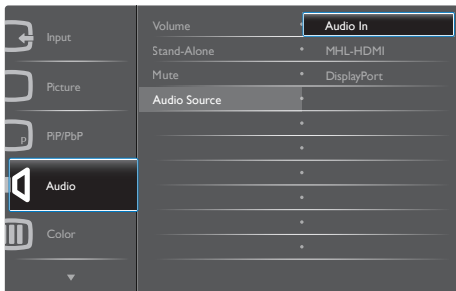 Input
Picture
P
PiP/PbP
Audio
Color
Volume
Stand-Alone
Mute
Audio Source
Audio In
MHL-HDMI
DisplayPort